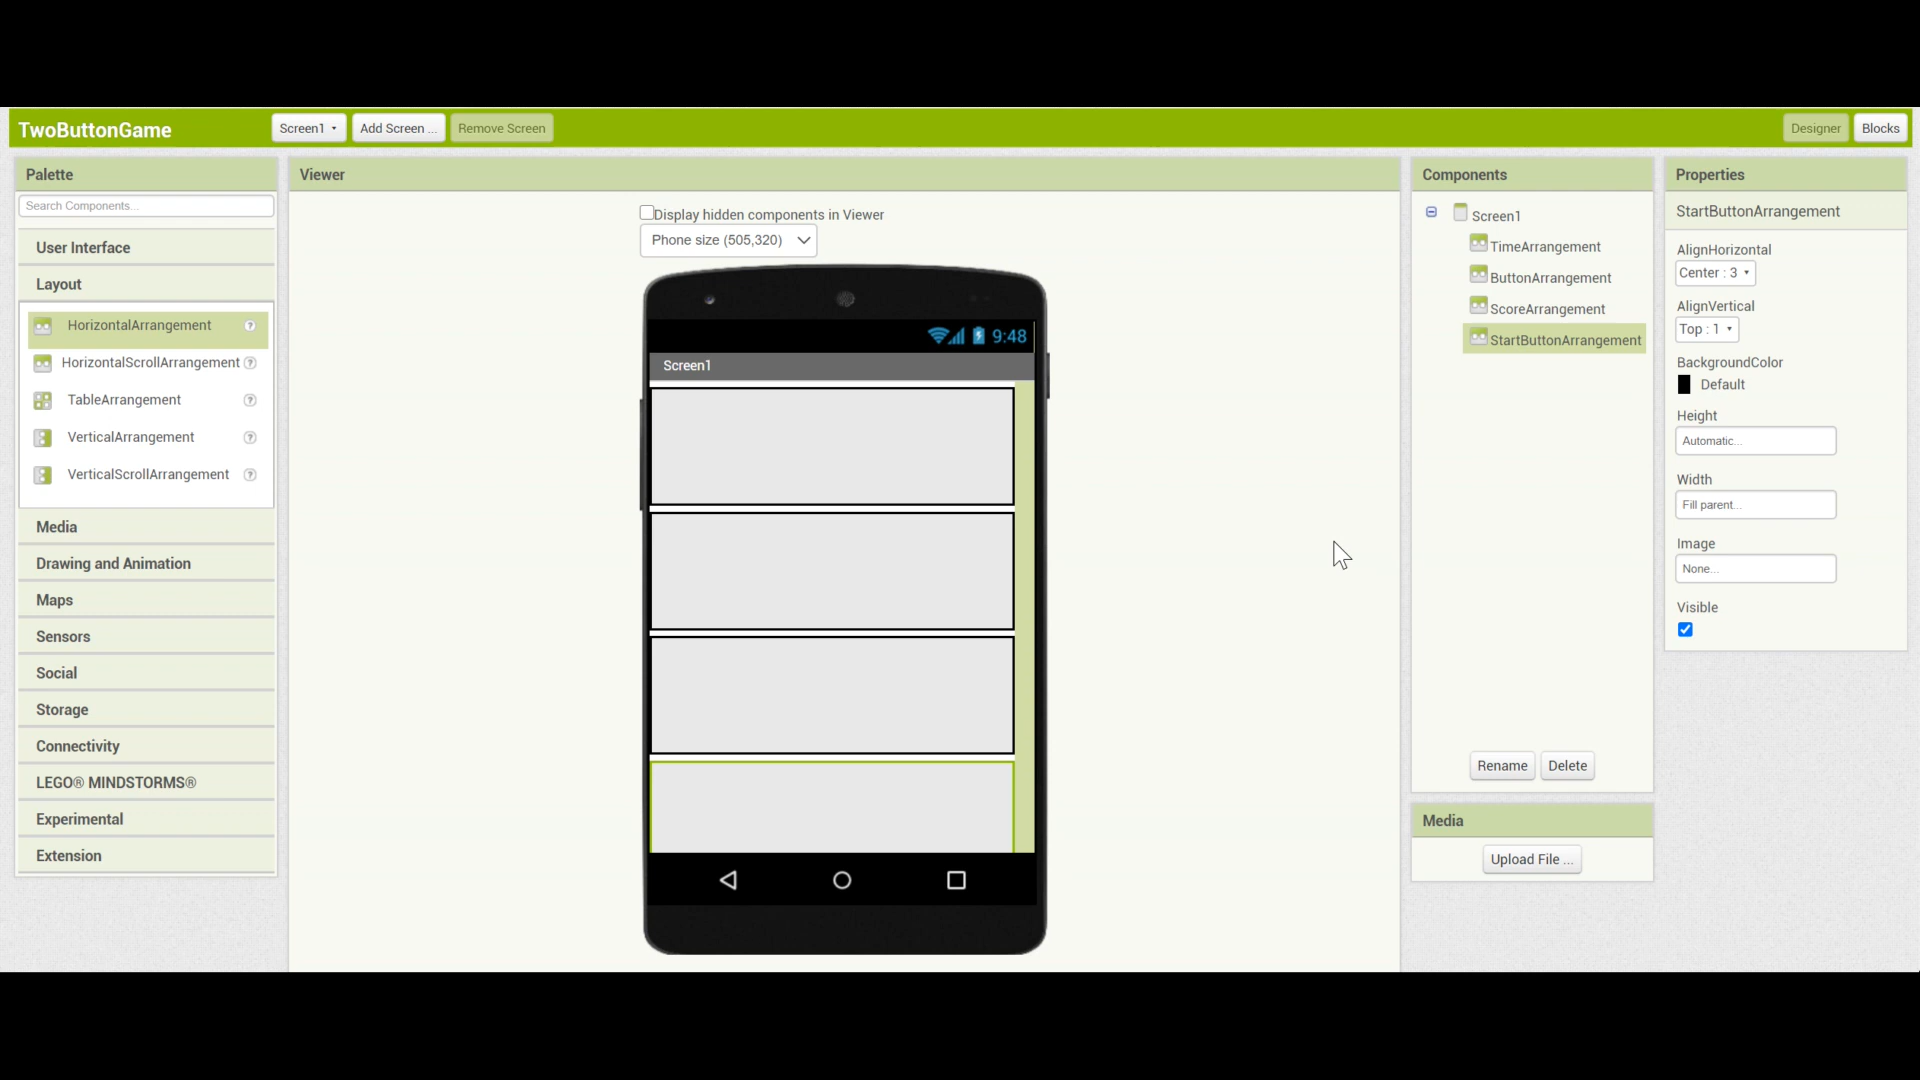 TwoButtonGame
Screen1
Add Screen ...
Remove Screen
Designer
Blocks
Palette
Search Components...
User Interface
Layout
HorizontalArrangement
HorizontalScrollArrangement
TableArrangement
VerticalArrangement
VerticalScrollArrangement
Media
Drawing and Animation
Maps
Sensors
Social
Storage
Connectivity
LEGO® MINDSTORMS®
Experimental
Extension
Viewer
Display hidden components in Viewer
Phone size (505,320)
9:48
Screen1
Components
Screen1
TimeArrangement
ButtonArrangement
ScoreArrangement
StartButtonArrangement
Rename
Delete
Media
Upload File ...
Properties
StartButtonArrangement
AlignHorizontal
Center : 3
AlignVertical
Top : 1
BackgroundColor
Default
Height
Automatic...
Width
Fill parent...
Image
None...
Visible